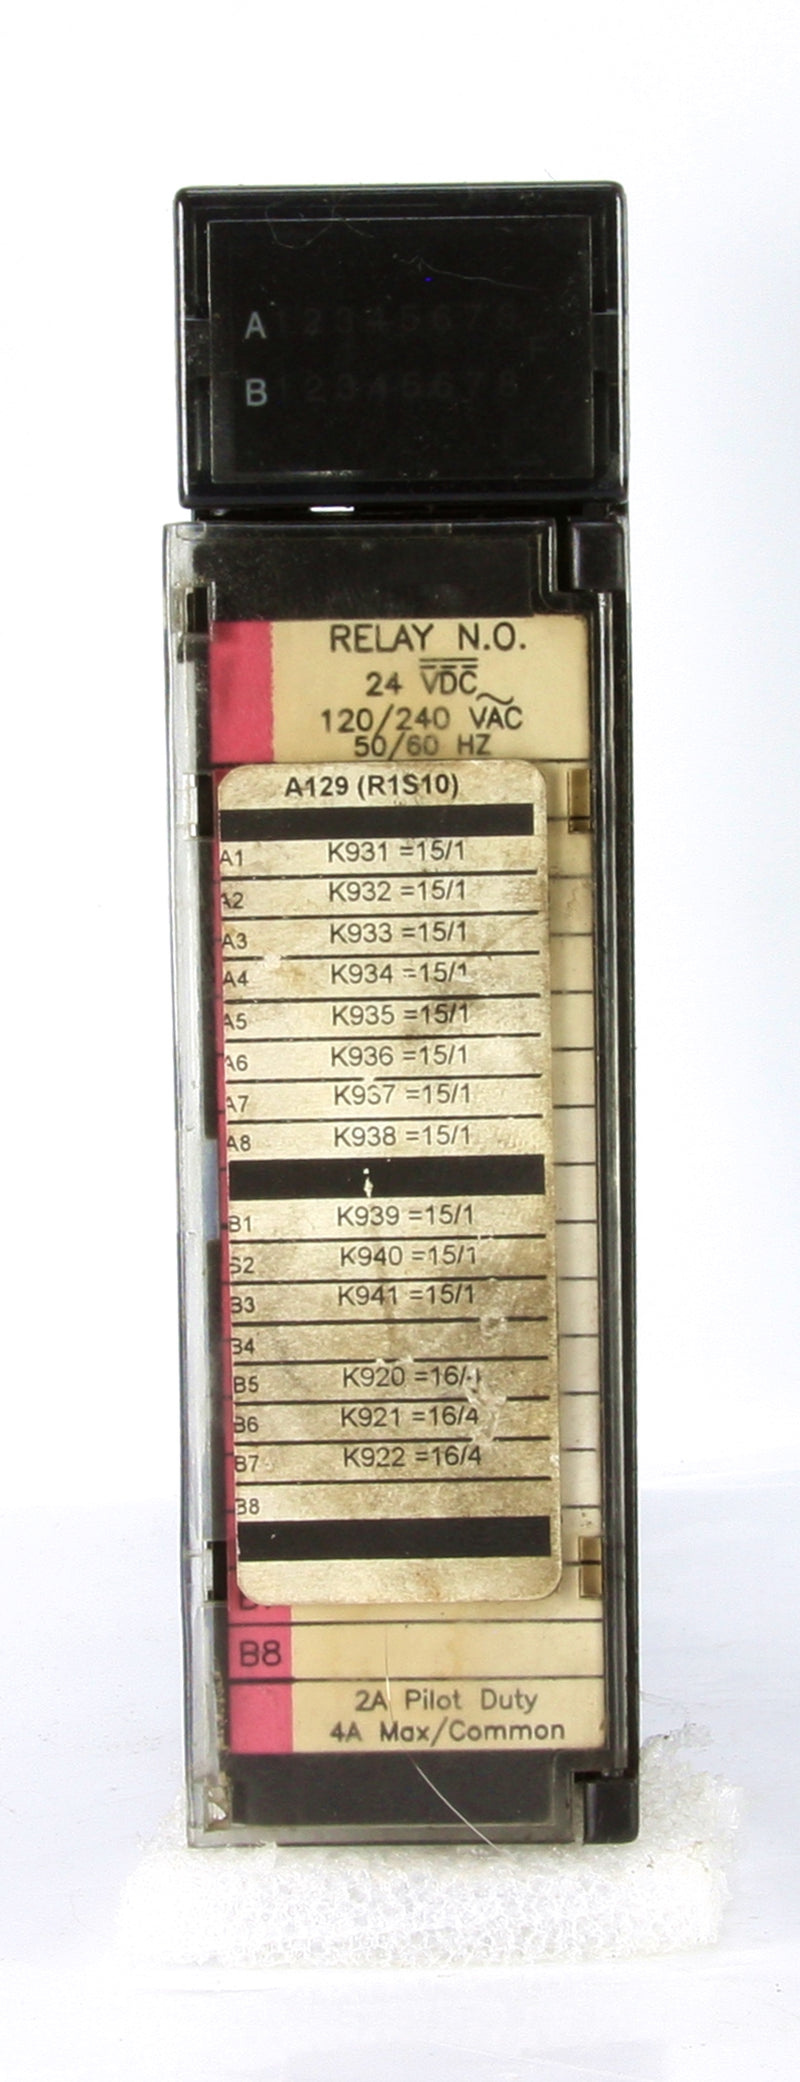 A 1 2 3 4 5 6 7 8
F
B 1 2 3 4 5 6 7 8
RELAY N.O.
24 VDC
120/240 VAC
50/60 HZ
A129 (R1S10)
A1 K931 =15/1
A2 K932 =15/1
A3 K933 =15/1
A4 K934 =15/1
A5 K935 =15/1
A6 K936 =15/1
A7 K937 =15/1
A8 K938 =15/1
B1 K939 =15/1
S2 K940 =15/1
B3 K941 =15/1
B4
B5 K920 =16/
B6 K921 =16/4
B7 K922 =16/4
B8
B8
2A Pilot Duty
4A Max/Common